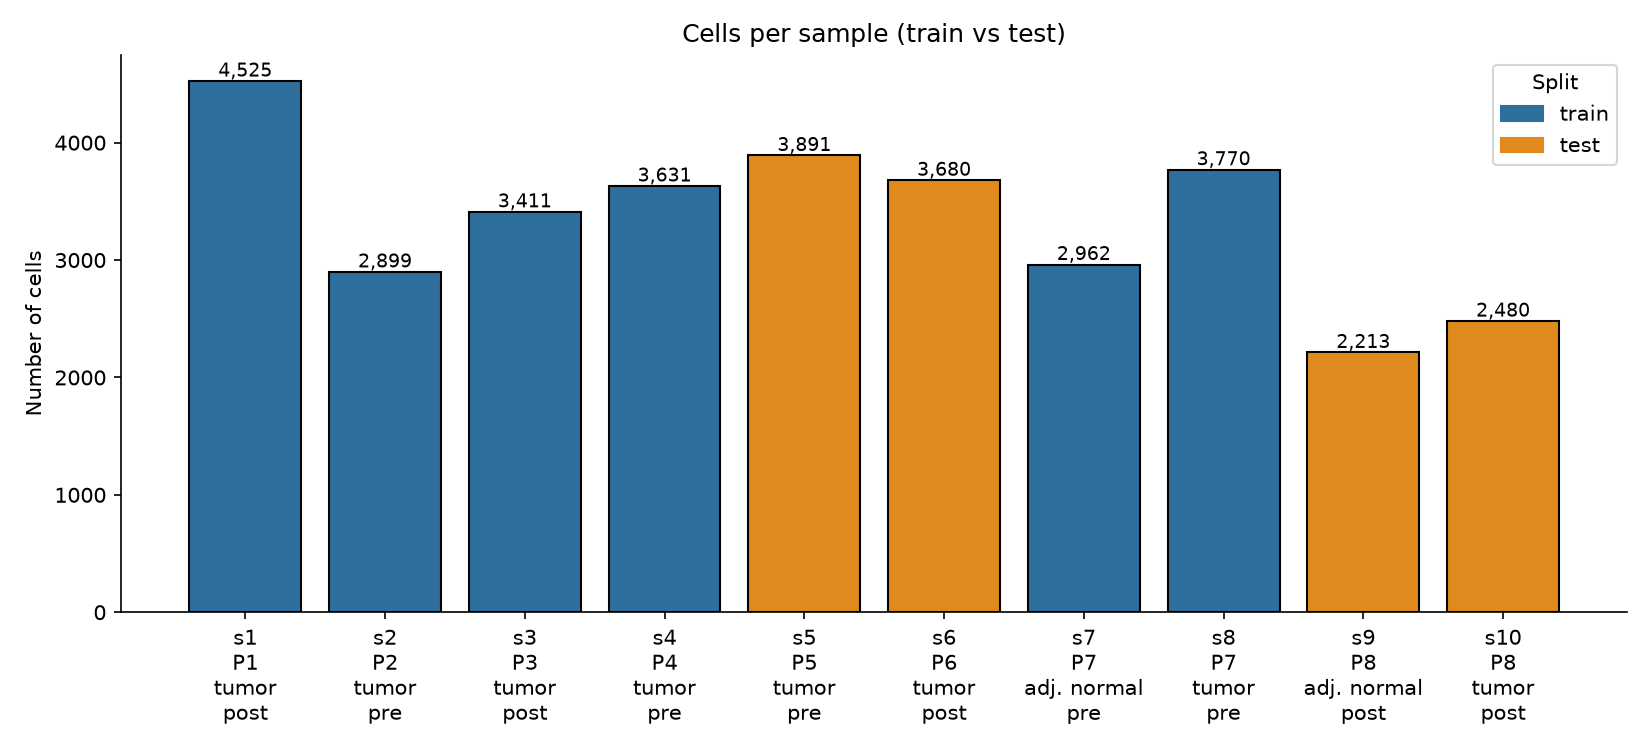 Cells per sample (train vs test)
Split
train
test
Number of cells
4000
3000
2000
1000
0
4,525
2,899
3,411
3,631
3,891
3,680
2,962
3,770
2,213
2,480
s1
P1
tumor
post
s2
P2
tumor
pre
s3
P3
tumor
post
s4
P4
tumor
pre
s5
P5
tumor
pre
s6
P6
tumor
post
s7
P7
adj. normal
pre
s8
P7
tumor
pre
s9
P8
adj. normal
post
s10
P8
tumor
post